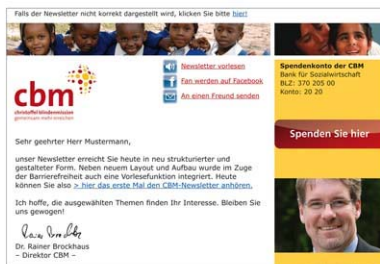 Falls der Newsletter nicht korrekt dargestellt wird, klicken Sie bitte hier!
Newsletter vorlesen
Fan werden auf Facebook
An einen Freund senden
cbm
christoffel-blindenmission
gemeinsam mehr erreichen
Spendenkonto der CBM
Bank für Sozialwirtschaft
BLZ: 370 205 00
Konto: 20 20
Spenden Sie hier
Sehr geehrter Herr Mustermann,
unser Newsletter erreicht Sie heute in neu strukturierter und
gestalteter Form. Neben neuem Layout und Aufbau wurde im Zuge
der Barrierefreiheit auch eine Vorlesefunktion integriert. Heute
können Sie also > hier das erste Mal den CBM-Newsletter anhören.
Ich hoffe, die ausgewählten Themen finden Ihr Interesse. Bleiben Sie
uns gewogen!
Rainer Brockhaus
Dr. Rainer Brockhaus
– Direktor CBM –